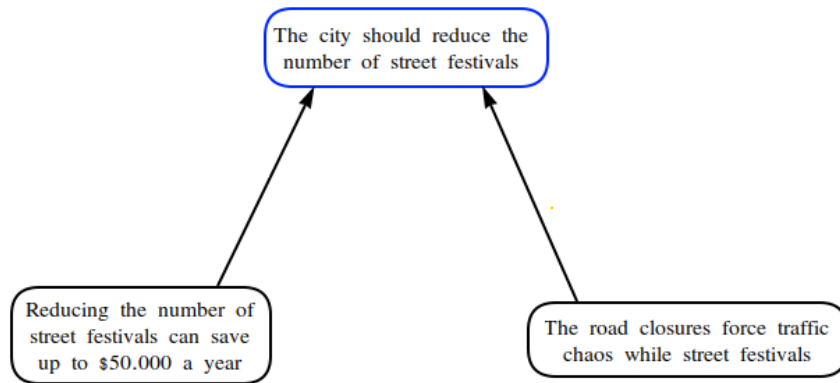 The city should reduce the
number of street festivals
Reducing the number of
street festivals can save
up to $50.000 a year
The road closures force traffic
chaos while street festivals